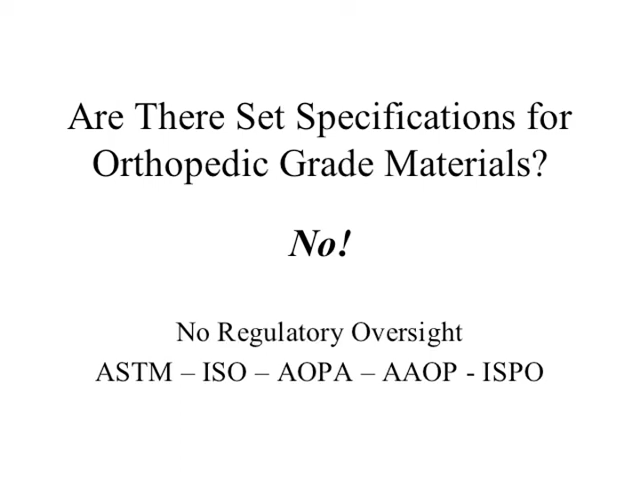 Are There Set Specifications for
Orthopedic Grade Materials?
No!
No Regulatory Oversight
ASTM – ISO – AOPA – AAOP - ISPO